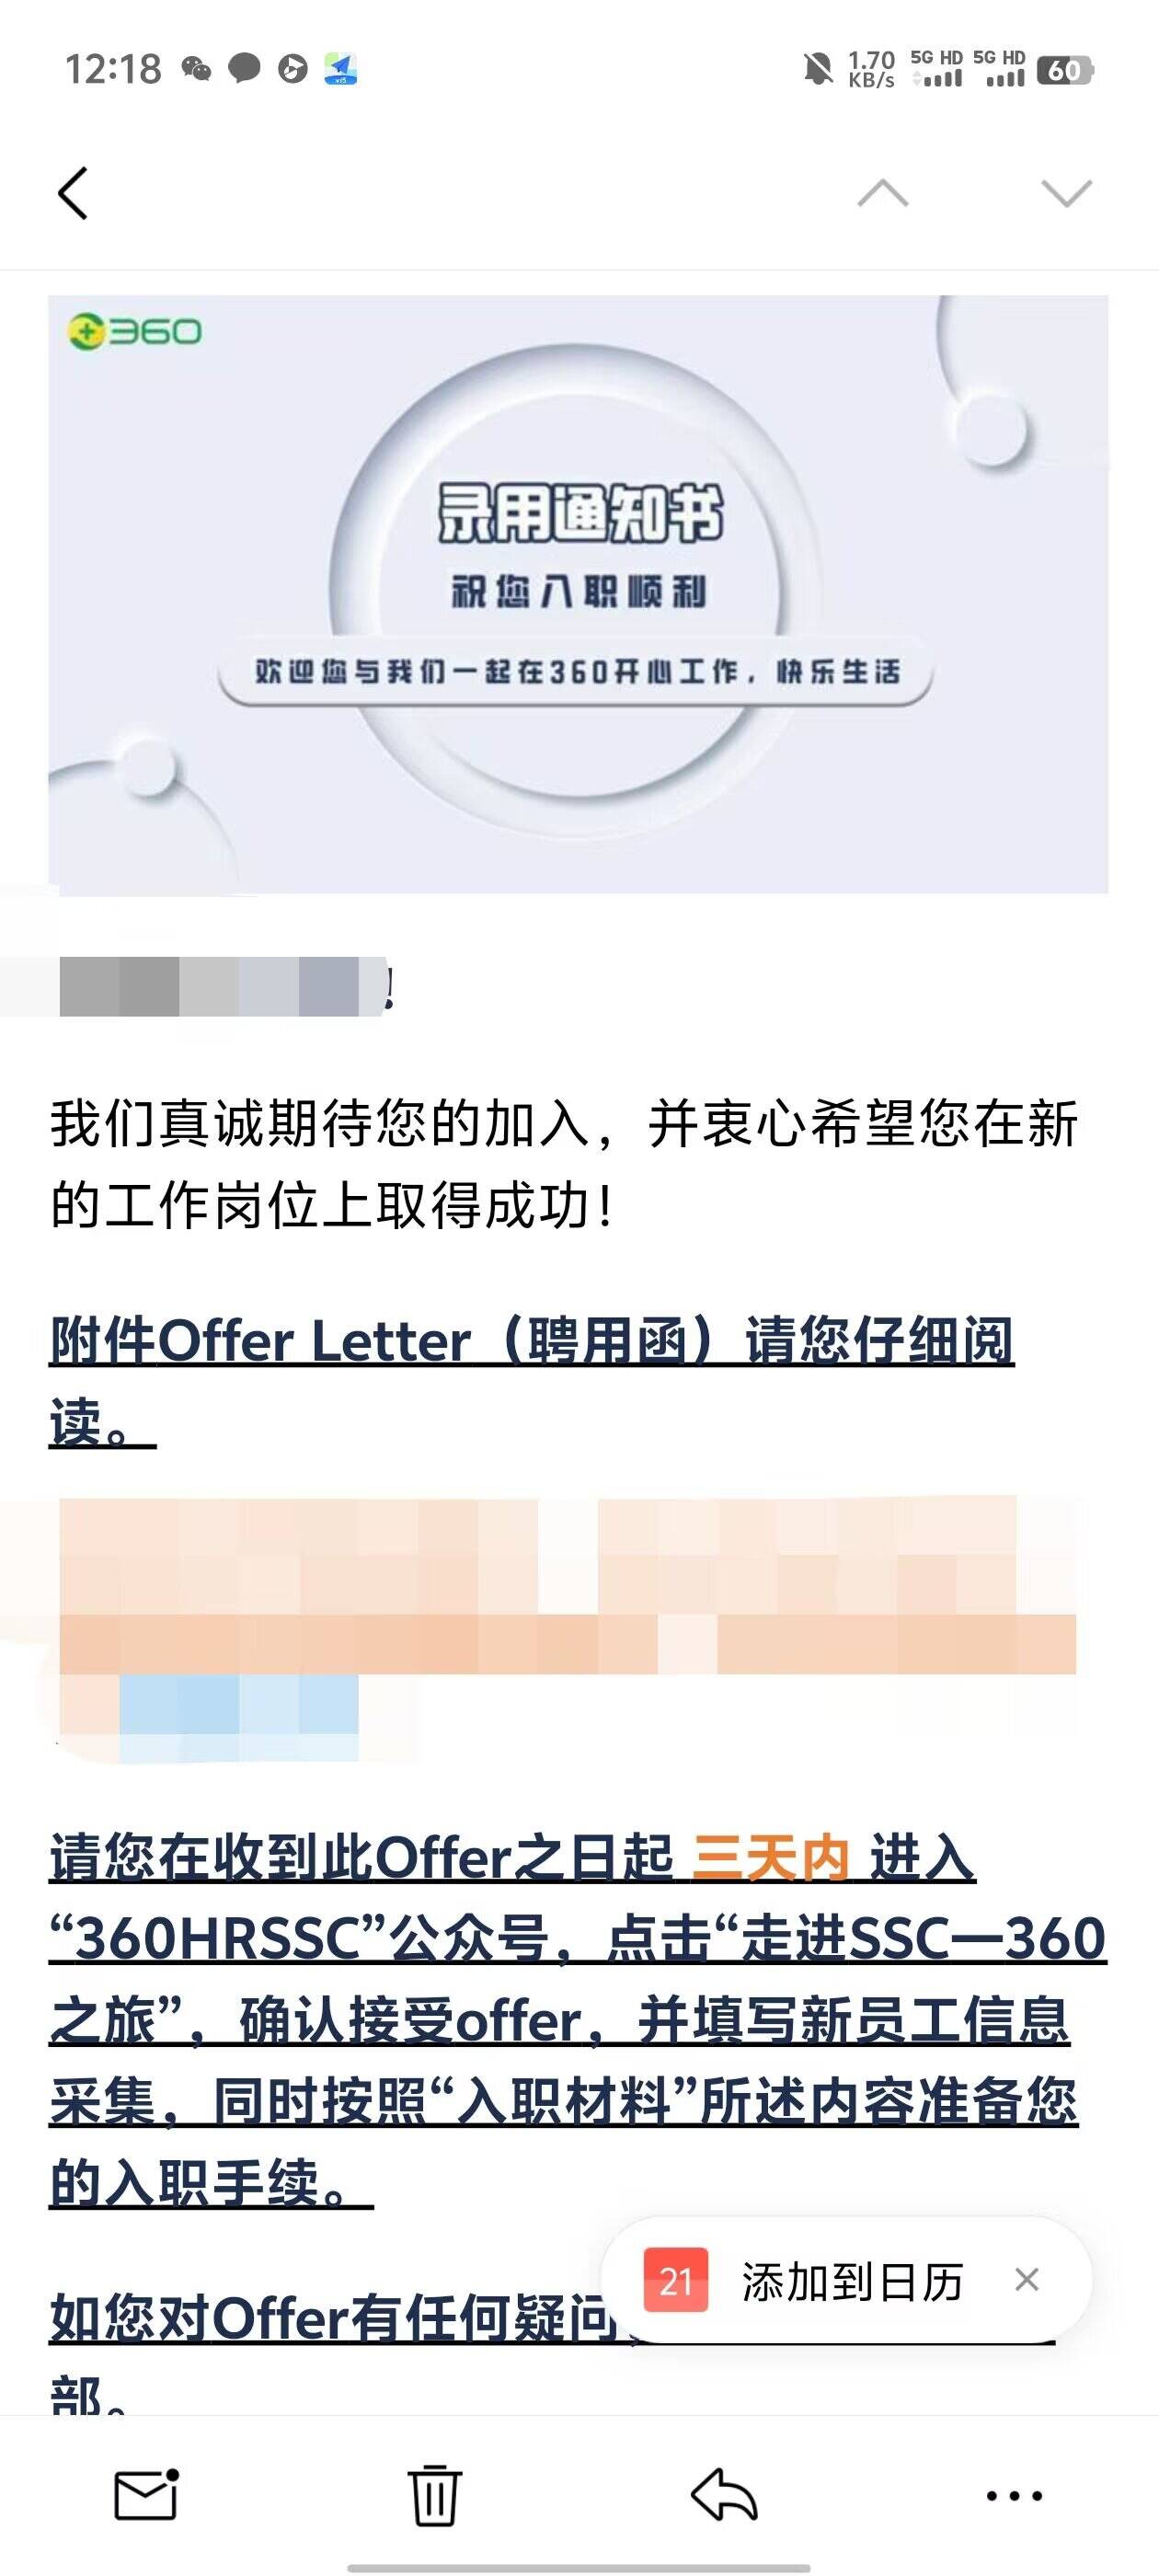 12:18
1.70
KB/s
5G HD
5G HD
60
360
录用通知书
祝您入职顺利
欢迎您与我们一起在360开心工作，快乐生活
!
我们真诚期待您的加入，并衷心希望您在新
的工作岗位上取得成功！
附件Offer Letter（聘用函）请您仔细阅
读。
请您在收到此Offer之日起 三天内 进入
“360HRSSC”公众号，点击“走进SSC—360
之旅”，确认接受offer，并填写新员工信息
采集，同时按照“入职材料”所述内容准备您
的入职手续。
21 添加到日历
如您对Offer有任何疑问
部。